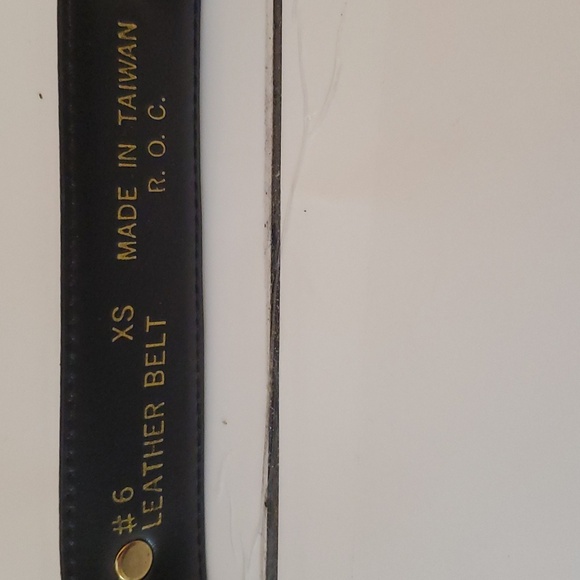 #6 XS MADE IN TAIWAN
LEATHER BELT R. O. C.